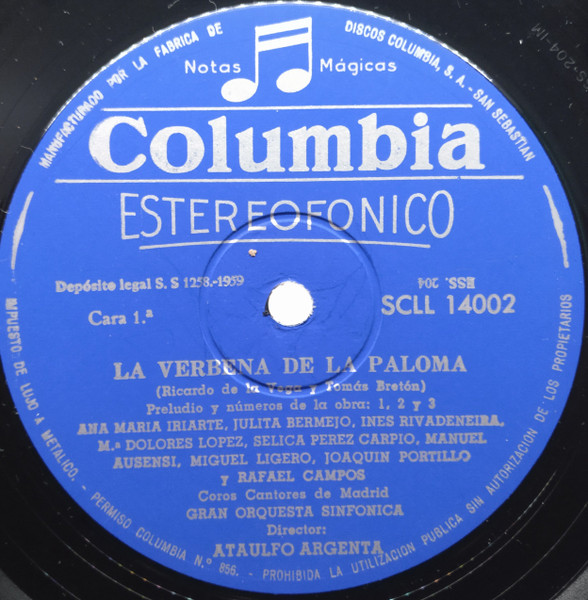 MANUFACTURADO POR LA FABRICA DE
DISCOS COLUMBIA, S. A. - SAN SEBASTIAN
Notas Mágicas
Columbia
ESTEREOFONICO
Depósito legal S. S 1258.-1959
ESS. 204
Cara 1.ª
SCLL 14002
LA VERBENA DE LA PALOMA
(Ricardo de la Vega y Tomás Bretón)
Preludio y números de la obra: 1, 2 y 3
ANA MARIA IRIARTE, JULITA BERMEJO, INES RIVADENEIRA,
M.ª DOLORES LOPEZ, SELICA PEREZ CARPIO, MANUEL
AUSENSI, MIGUEL LIGERO, JOAQUIN PORTILLO
y RAFAEL CAMPOS
Coros Cantores de Madrid
GRAN ORQUESTA SINFONICA
Director:
ATAULFO ARGENTA
IMPUESTO DE LUJO A METALICO. - PERMISO COLUMBIA N.º 856. - PROHIBIDA LA UTILIZACION PUBLICA SIN AUTORIZACION DE LOS PROPIETARIOS